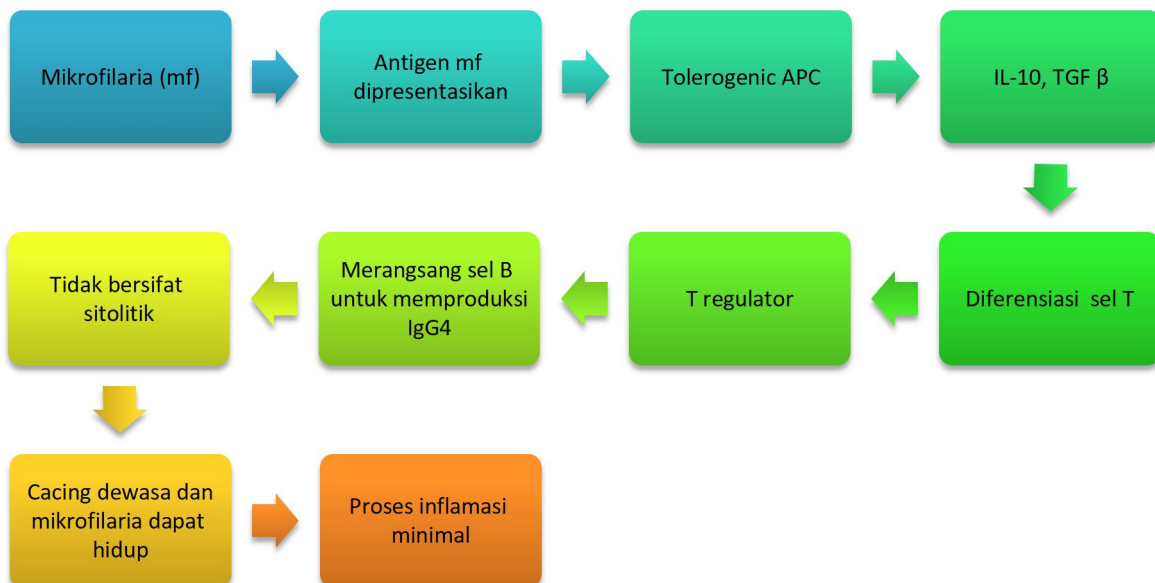 Mikrofilaria (mf)
Antigen mf
dipresentasikan
Tolerogenic APC
IL-10, TGF β
Diferensiasi sel T
T regulator
Merangsang sel B
untuk memproduksi
IgG4
Tidak bersifat
sitolitik
Cacing dewasa dan
mikrofilaria dapat
hidup
Proses inflamasi
minimal